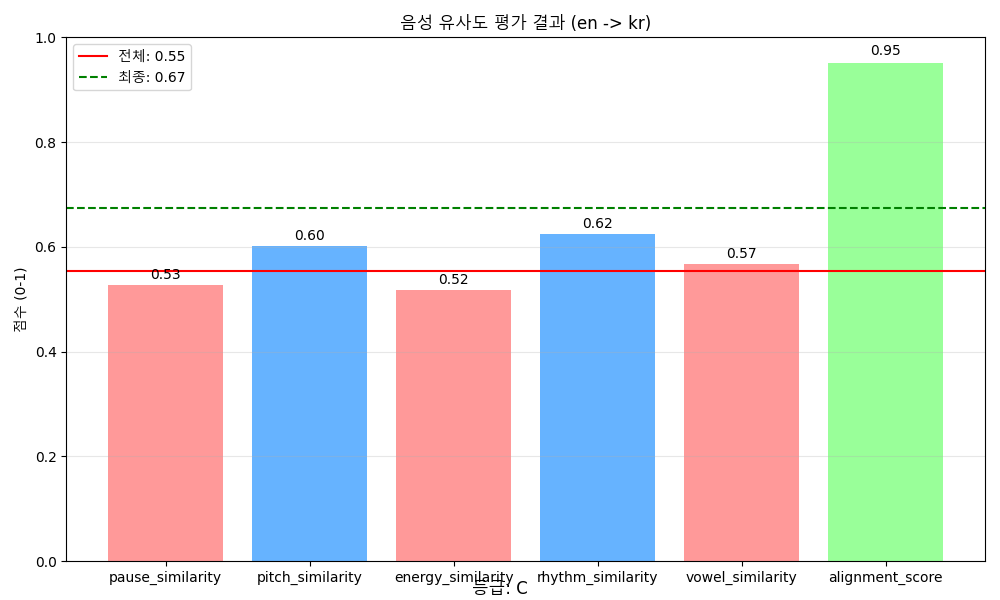 음성 유사도 평가 결과 (en -> kr)
전체: 0.55
최종: 0.67
점수 (0-1)
1.0
0.8
0.6
0.4
0.2
0.0
0.53
0.60
0.52
0.62
0.57
0.95
pause_similarity
pitch_similarity
energy_similarity
rhythm_similarity
vowel_similarity
alignment_score
등급: C